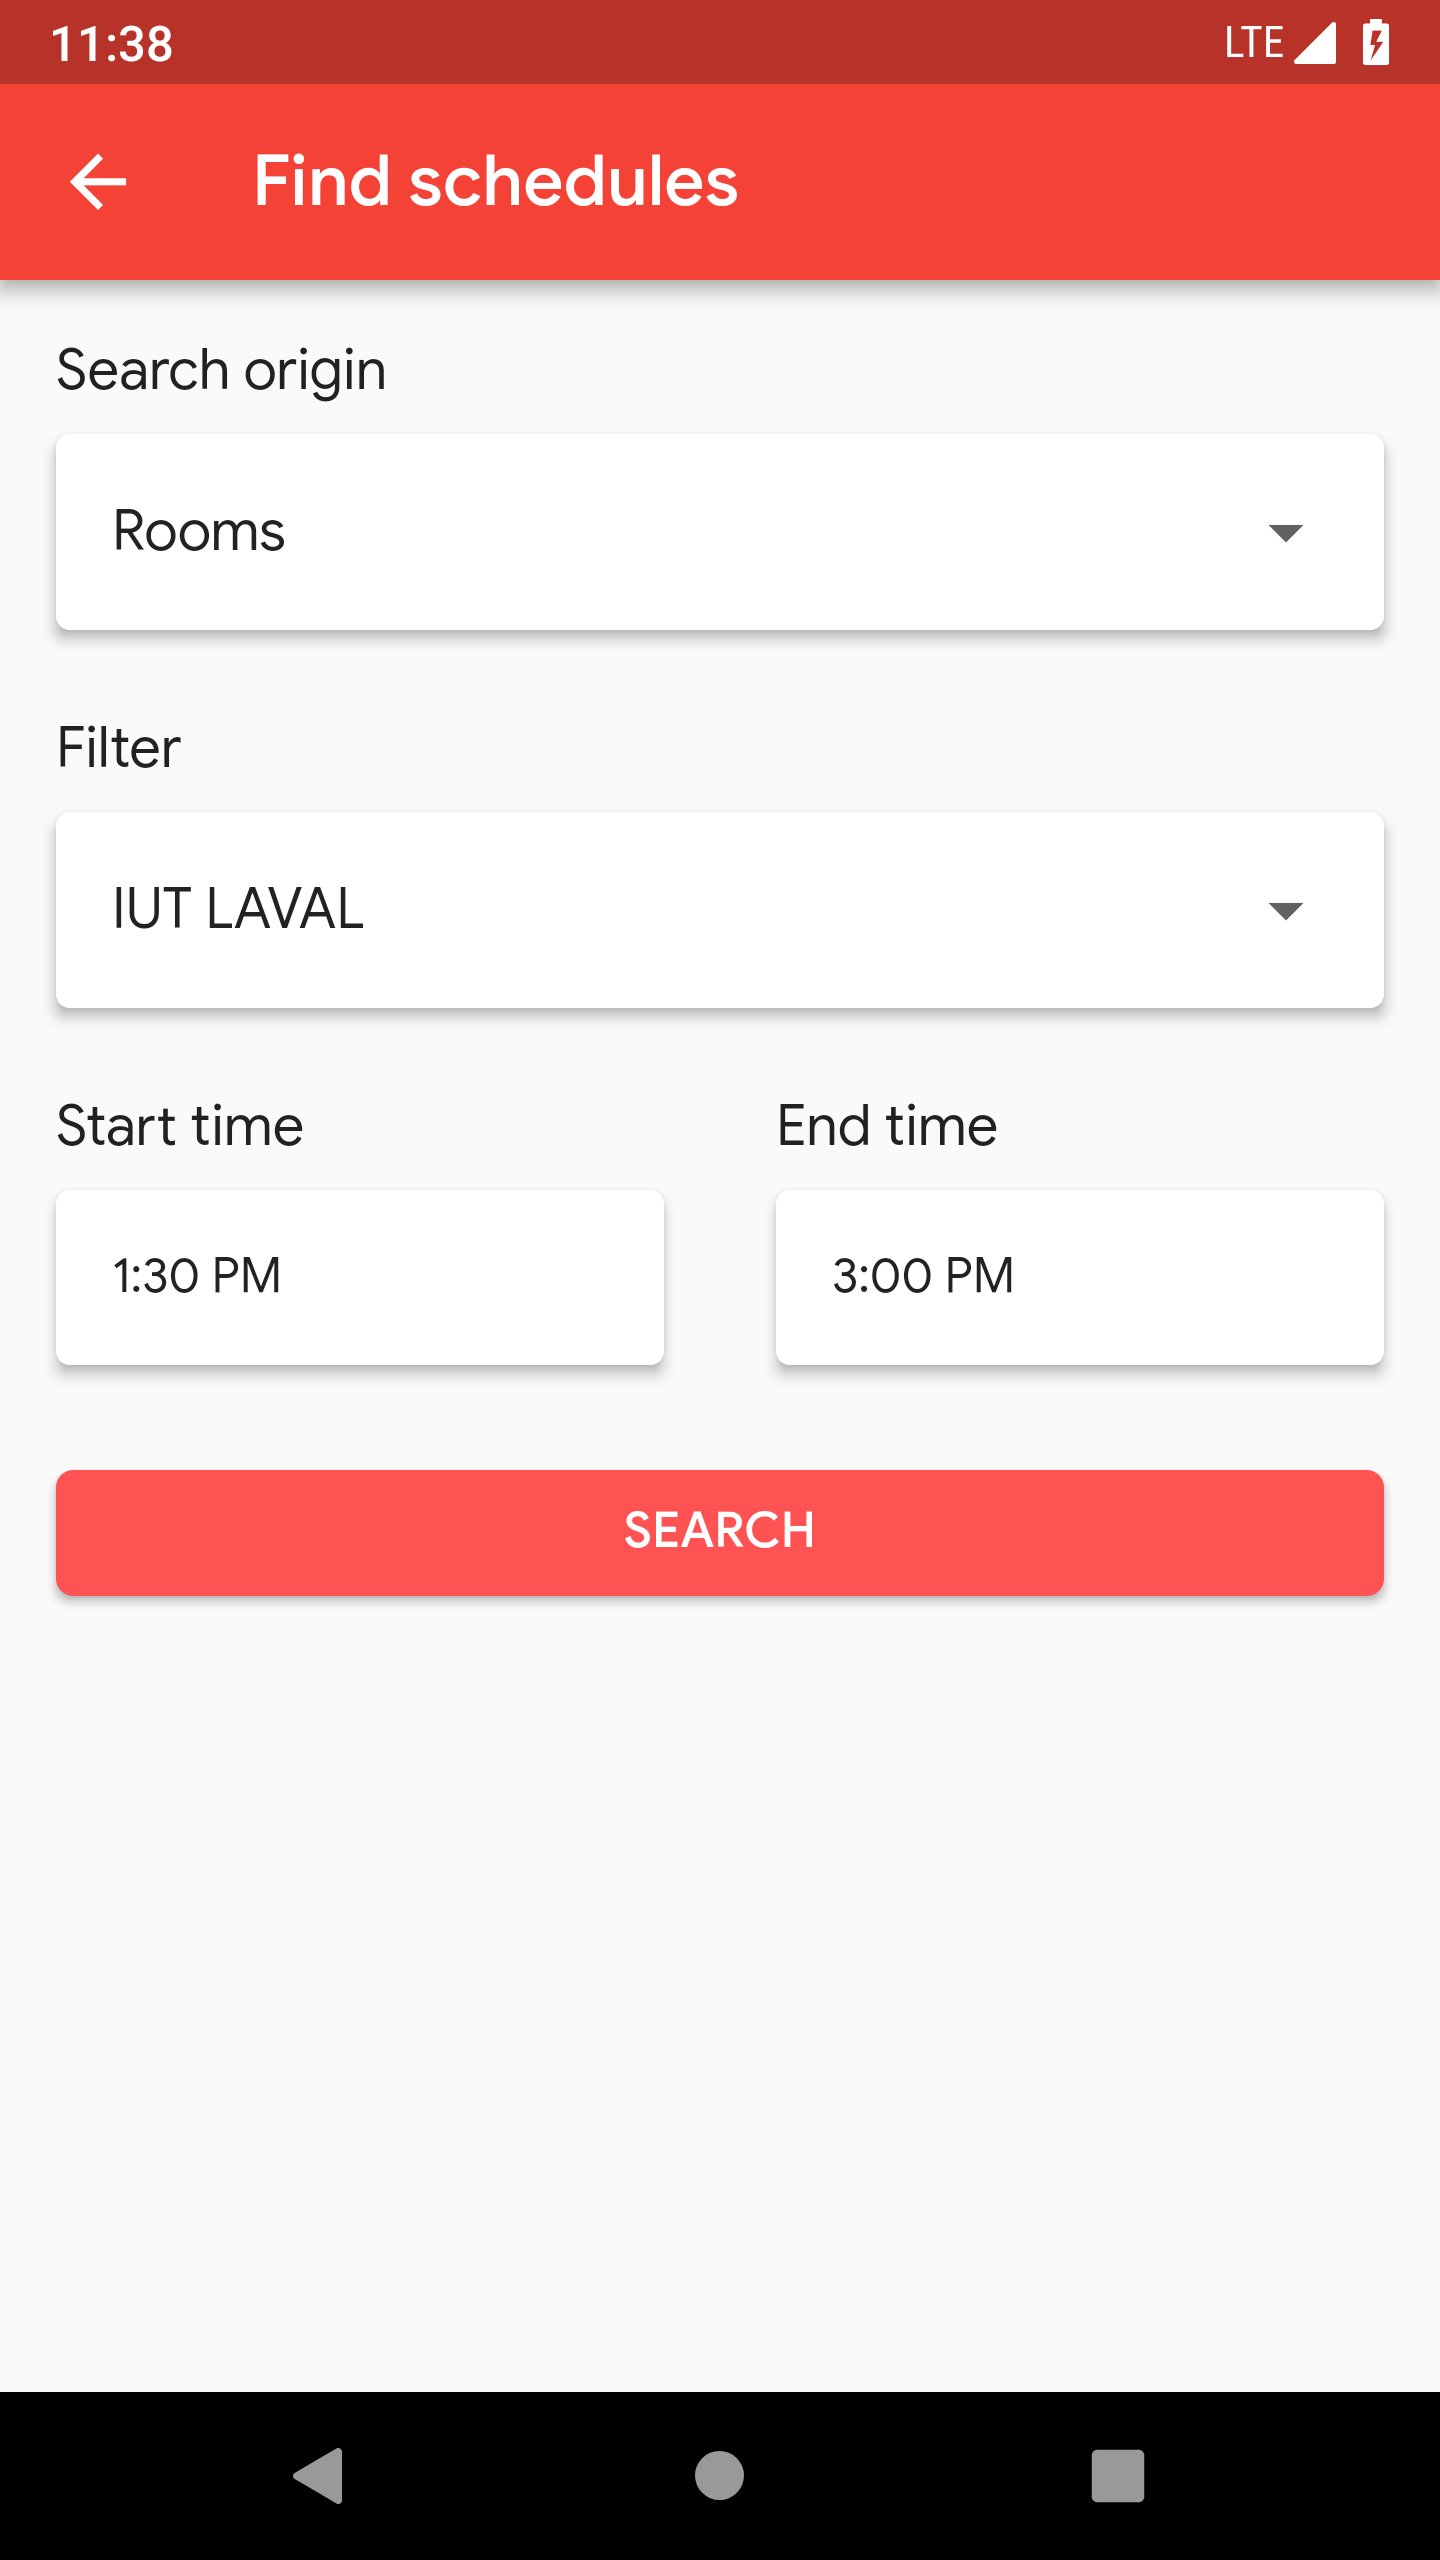 11:38 LTE
Find schedules
Search origin
Rooms
Filter
IUT LAVAL
Start time End time
1:30 PM 3:00 PM
SEARCH